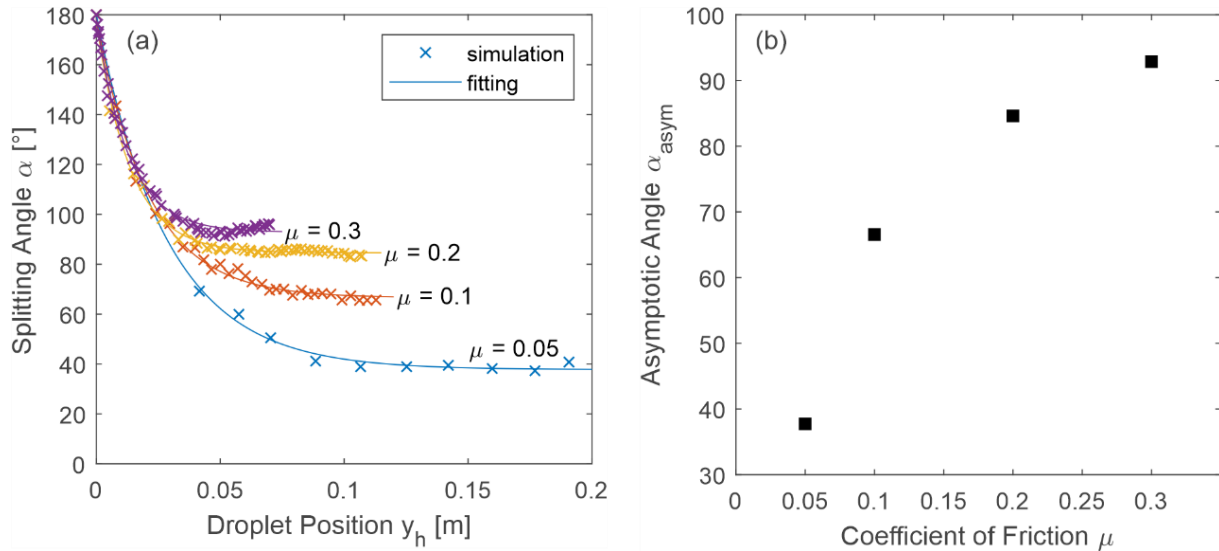 (a)
simulation
fitting
180
160
140
120
100
80
60
40
20
0
Splitting Angle α [°]
μ = 0.3
μ = 0.2
μ = 0.1
μ = 0.05
0 0.05 0.1 0.15 0.2
Droplet Position y_h [m]
(b)
100
90
80
70
60
50
40
30
Asymptotic Angle α_asym
0 0.05 0.1 0.15 0.2 0.25 0.3
Coefficient of Friction μ